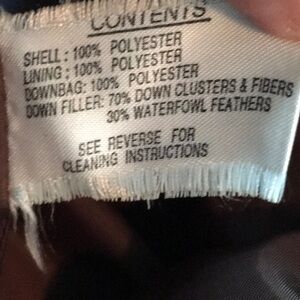 CONTENTS
SHELL : 100% POLYESTER
LINING : 100% POLYESTER
DOWNBAG: 100% POLYESTER
DOWN FILLER: 70% DOWN CLUSTERS & FIBERS
30% WATERFOWL FEATHERS
SEE REVERSE FOR
CLEANING INSTRUCTIONS